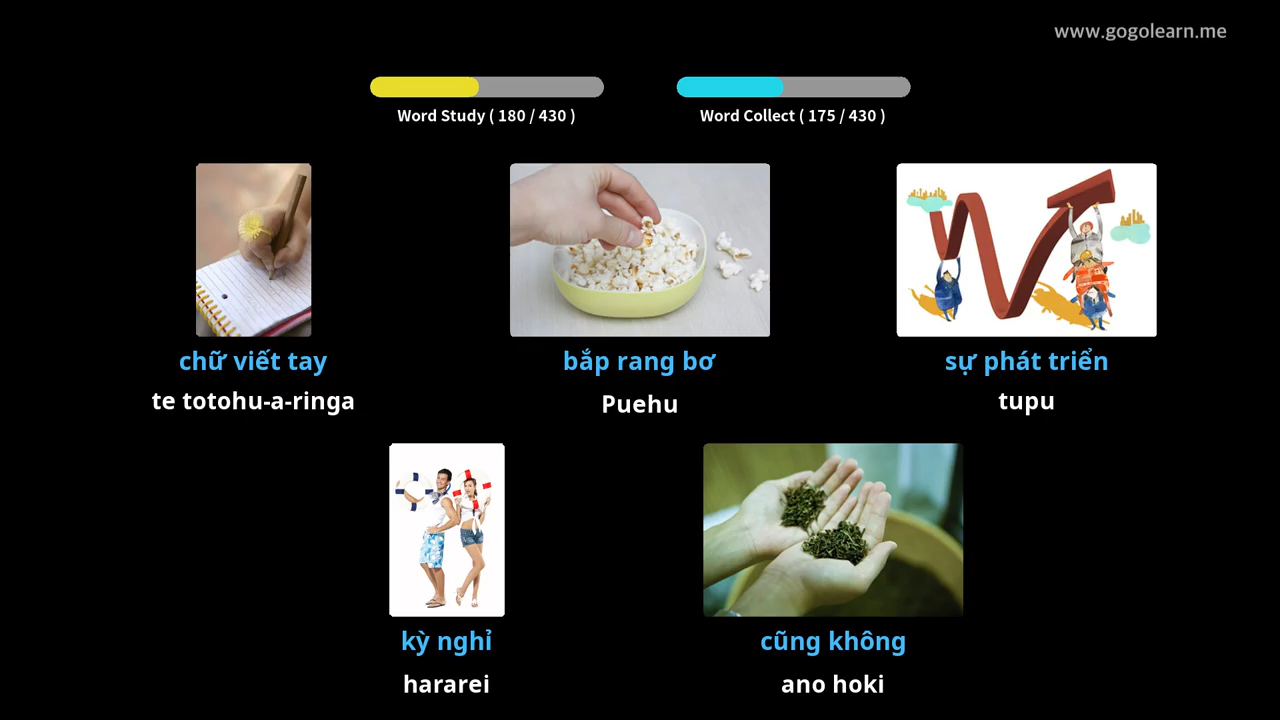 www.gogolearn.me
Word Study ( 180 / 430 )
Word Collect ( 175 / 430 )
chữ viết tay
te totohu-a-ringa
bắp rang bơ
Puehu
sự phát triển
tupu
kỳ nghỉ
hararei
cũng không
ano hoki